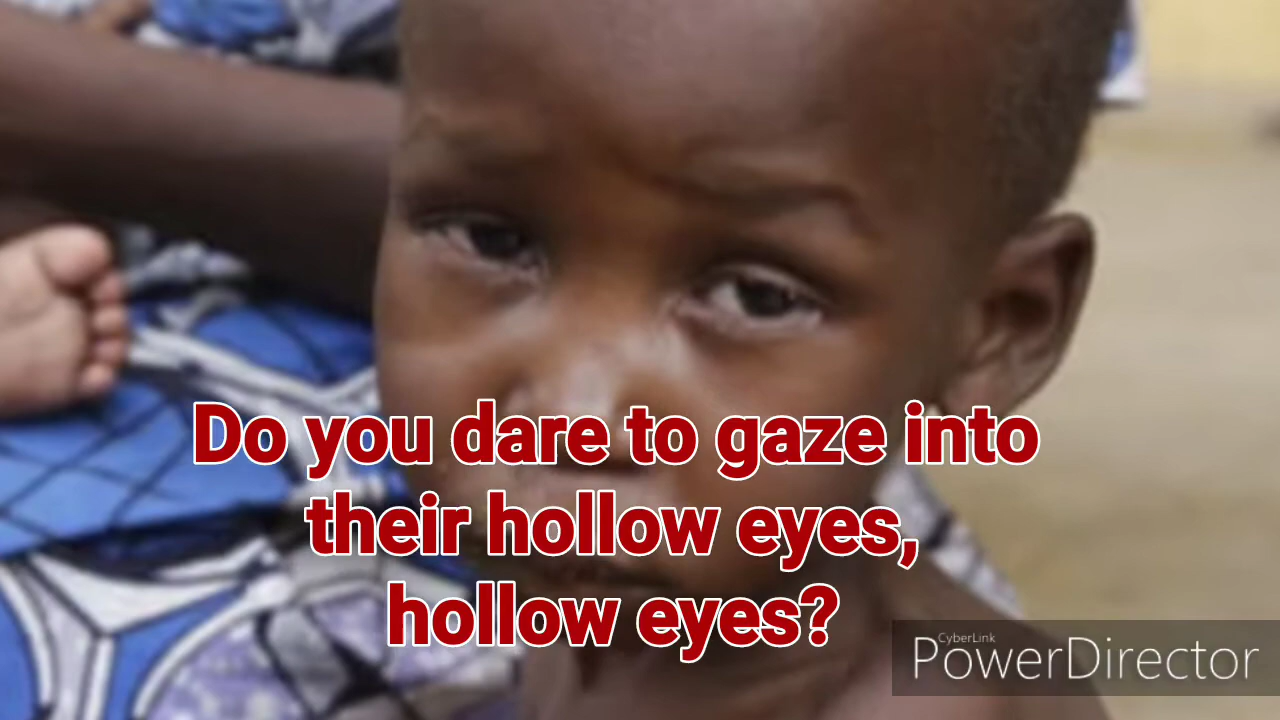 Do you dare to gaze into
their hollow eyes,
hollow eyes?
CyberLink
PowerDirector